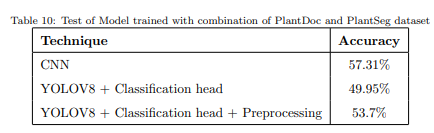 Table 10: Test of Model trained with combination of PlantDoc and PlantSeg dataset
Technique Accuracy
CNN 57.31%
YOLOV8 + Classification head 49.95%
YOLOV8 + Classification head + Preprocessing 53.7%